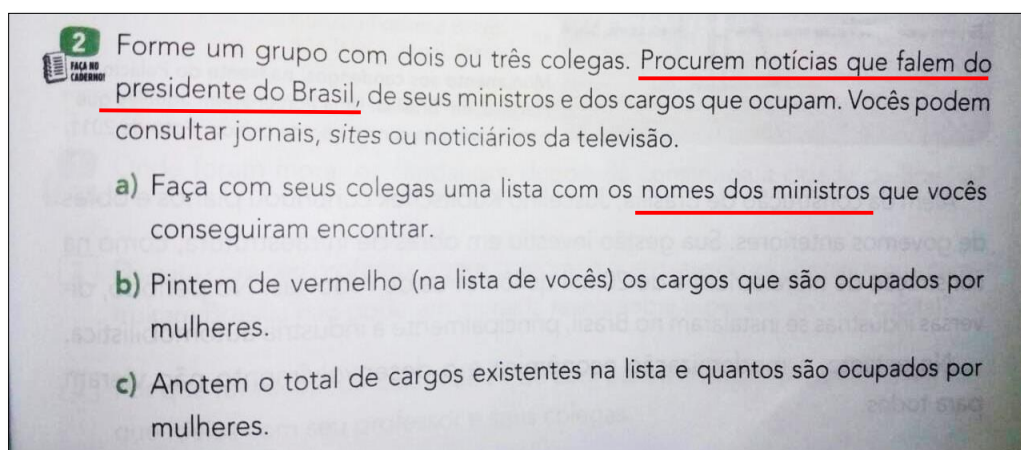 2 Forme um grupo com dois ou três colegas. Procurem notícias que falem do
FAÇA NO
CADERNO!
presidente do Brasil, de seus ministros e dos cargos que ocupam. Vocês podem
consultar jornais, sites ou noticiários da televisão.
a) Faça com seus colegas uma lista com os nomes dos ministros que vocês
conseguiram encontrar.
b) Pintem de vermelho (na lista de vocês) os cargos que são ocupados por
mulheres.
c) Anotem o total de cargos existentes na lista e quantos são ocupados por
mulheres.